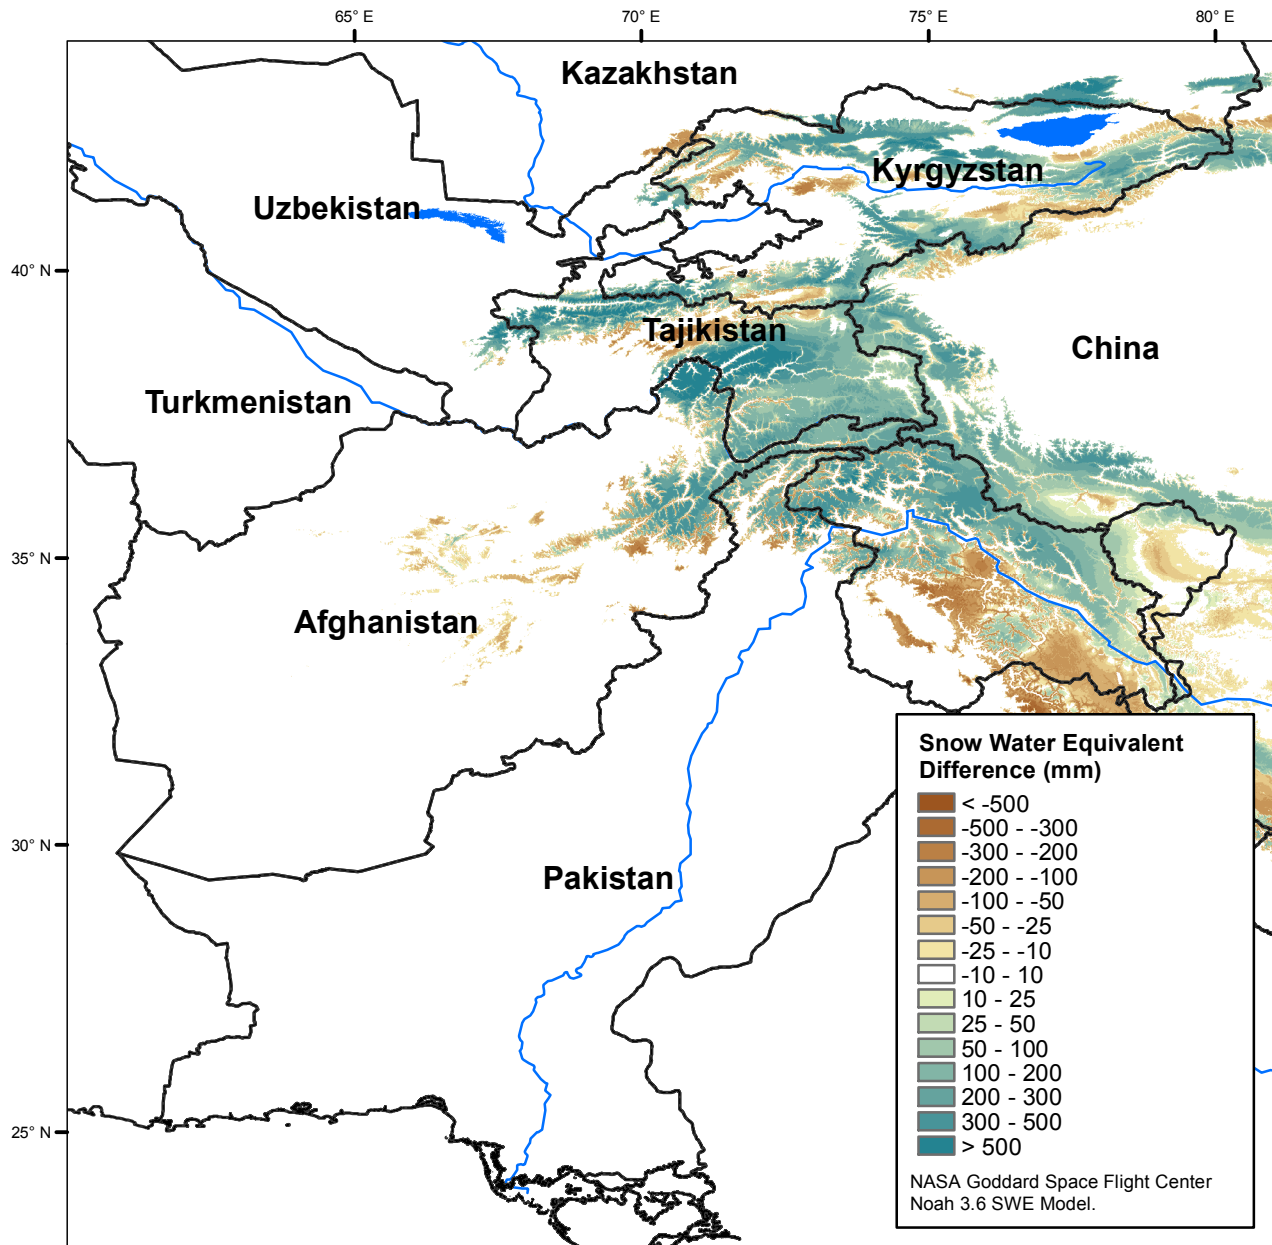 65° E 70° E 75° E 80° E
Kazakhstan
Kyrgyzstan
Uzbekistan
40° N
Tajikistan
China
Turkmenistan
35° N
Afghanistan
Snow Water Equivalent
Difference (mm)
< -500
-500 - -300
-300 - -200
-200 - -100
-100 - -50
-50 - -25
-25 - -10
-10 - 10
10 - 25
25 - 50
50 - 100
100 - 200
200 - 300
300 - 500
> 500
NASA Goddard Space Flight Center
Noah 3.6 SWE Model.
30° N
Pakistan
25° N